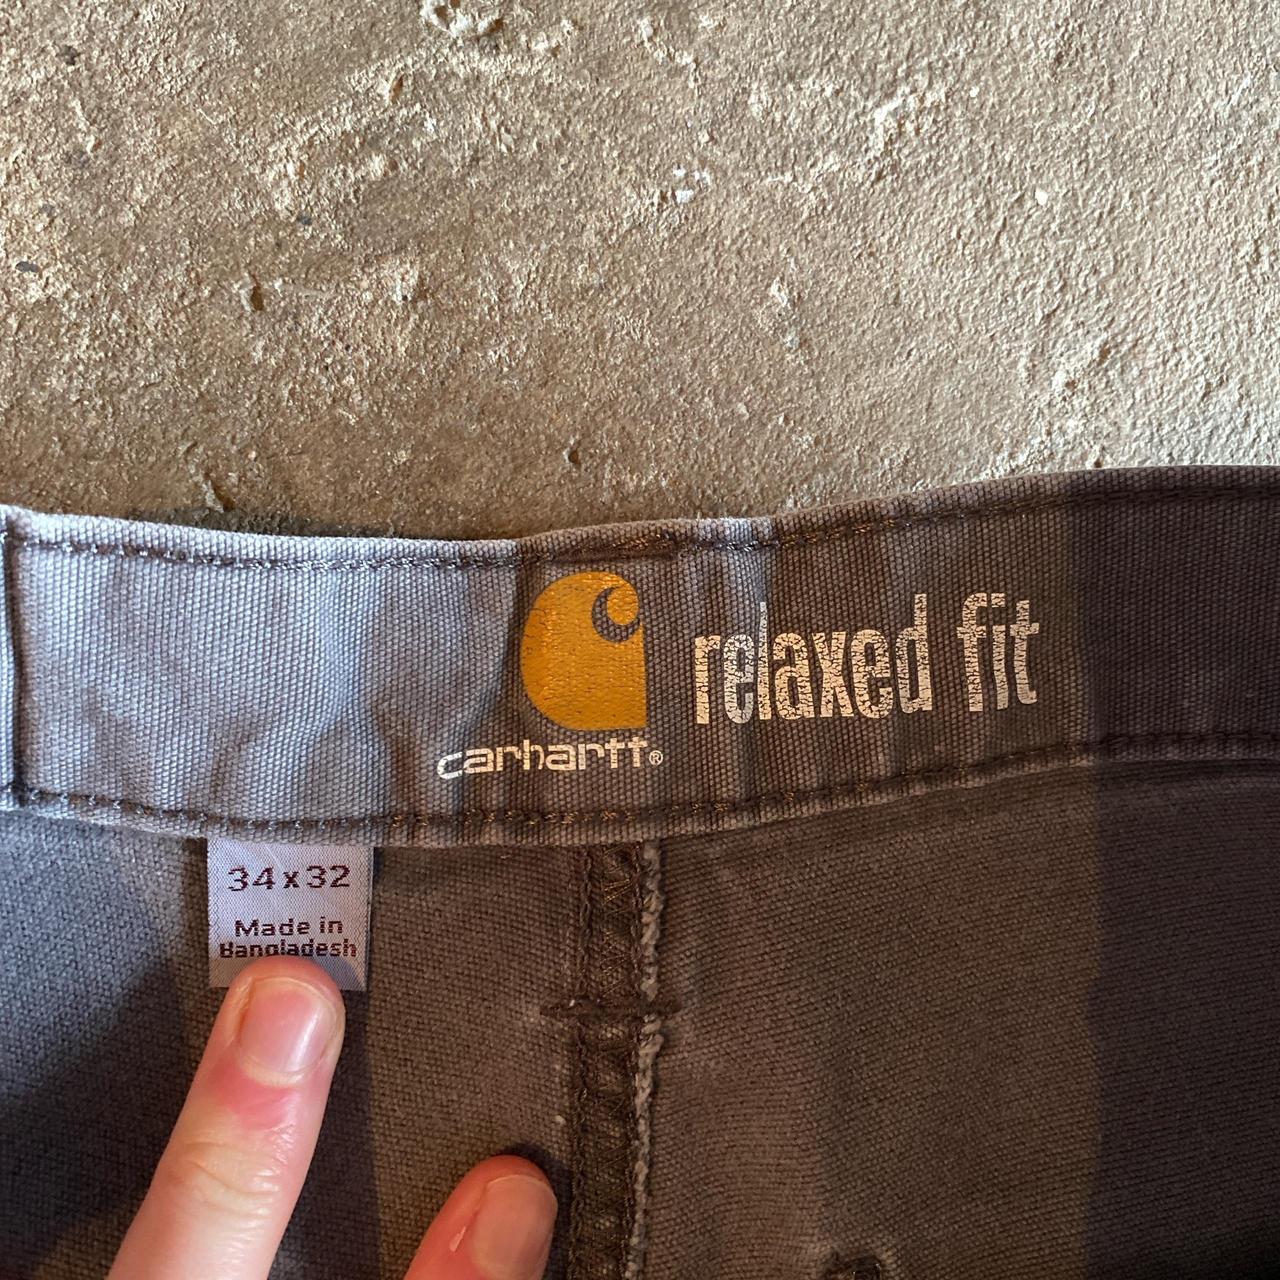 relaxed fit
carhartt®
34x32
Made in
Bangladesh